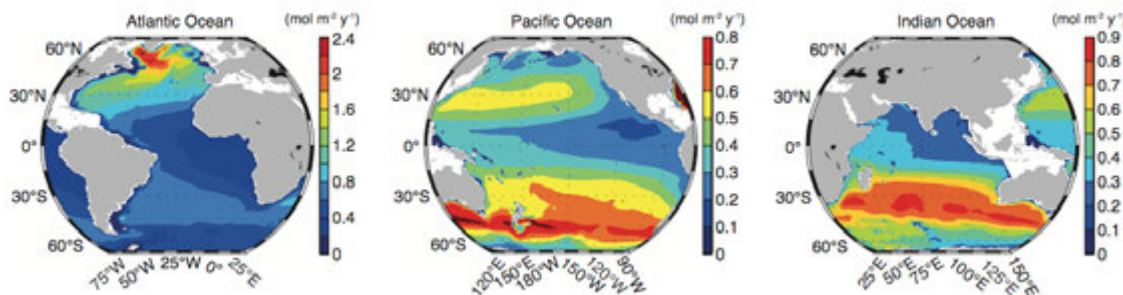 Atlantic Ocean
(mol m⁻² y⁻¹)
60°N
30°N
0°
30°S
60°S
75°W
50°W
25°W
0°
25°E
2.4
2
1.6
1.2
0.8
0.4
0
Pacific Ocean
(mol m⁻² y⁻¹)
60°N
30°N
0°
30°S
60°S
120°E
150°E
180°W
150°W
120°W
90°W
0.8
0.7
0.6
0.5
0.4
0.3
0.2
0.1
0
Indian Ocean
(mol m⁻² y⁻¹)
60°N
30°N
0°
30°S
60°S
25°E
50°E
75°E
100°E
125°E
150°E
0.9
0.8
0.7
0.6
0.5
0.4
0.3
0.2
0.1
0